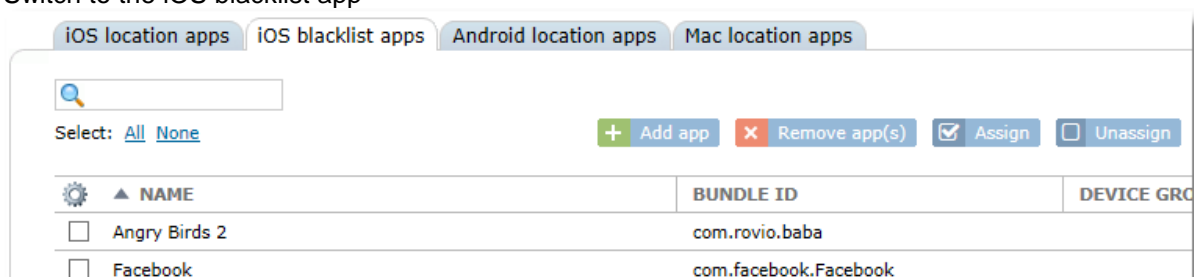 Switch to the iOS blacklist app
iOS location apps iOS blacklist apps Android location apps Mac location apps
Select: All None
Add app Remove app(s) Assign Unassign
NAME BUNDLE ID DEVICE GRO
Angry Birds 2 com.rovio.baba
Facebook com.facebook.Facebook